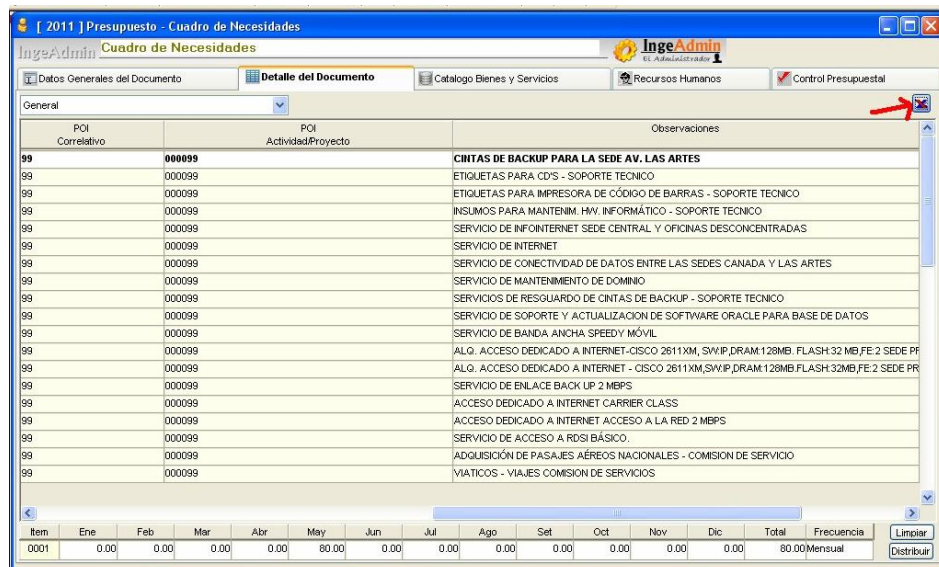 [ 2011 ] Presupuesto - Cuadro de Necesidades
IngeAdmin Cuadro de Necesidades
IngeAdmin
EL Administrador
Datos Generales del Documento Detalle del Documento Catalogo Bienes y Servicios Recursos Humanos Control Presupuestal
General
POI Correlativo POI Actividad/Proyecto Observaciones
99 000099 CINTAS DE BACKUP PARA LA SEDE AV. LAS ARTES
99 000099 ETIQUETAS PARA CD'S - SOPORTE TECNICO
99 000099 ETIQUETAS PARA IMPRESORA DE CÓDIGO DE BARRAS - SOPORTE TECNICO
99 000099 INSUMOS PARA MANTENIM. HW. INFORMÁTICO - SOPORTE TECNICO
99 000099 SERVICIO DE INFOINTERNET SEDE CENTRAL Y OFICINAS DESCONCENTRADAS
99 000099 SERVICIO DE INTERNET
99 000099 SERVICIO DE CONECTIVIDAD DE DATOS ENTRE LAS SEDES CANADA Y LAS ARTES
99 000099 SERVICIO DE MANTENIMIENTO DE DOMINIO
99 000099 SERVICIOS DE RESGUARDO DE CINTAS DE BACKUP - SOPORTE TECNICO
99 000099 SERVICIO DE SOPORTE Y ACTUALIZACION DE SOFTWARE ORACLE PARA BASE DE DATOS
99 000099 SERVICIO DE BANDA ANCHA SPEEDY MÓVIL
99 000099 ALQ. ACCESO DEDICADO A INTERNET-CISCO 2611XM, SW:IP,DRAM:128MB. FLASH:32 MB,FE:2 SEDE PR
99 000099 ALQ. ACCESO DEDICADO A INTERNET - CISCO 2611XM,SW:IP,DRAM:128MB.FLASH:32MB,FE:2 SEDE PR
99 000099 SERVICIO DE ENLACE BACK UP 2 MBPS
99 000099 ACCESO DEDICADO A INTERNET CARRIER CLASS
99 000099 ACCESO DEDICADO A INTERNET ACCESO A LA RED 2 MBPS
99 000099 SERVICIO DE ACCESO A RDSI BÁSICO.
99 000099 ADQUISICIÓN DE PASAJES AÉREOS NACIONALES - COMISION DE SERVICIO
99 000099 VIATICOS - VIAJES COMISION DE SERVICIOS
Item Ene Feb Mar Abr May Jun Jul Ago Set Oct Nov Dic Total Frecuencia Limpiar
0001 0.00 0.00 0.00 0.00 80.00 0.00 0.00 0.00 0.00 0.00 0.00 0.00 80.00 Mensual Distribuir